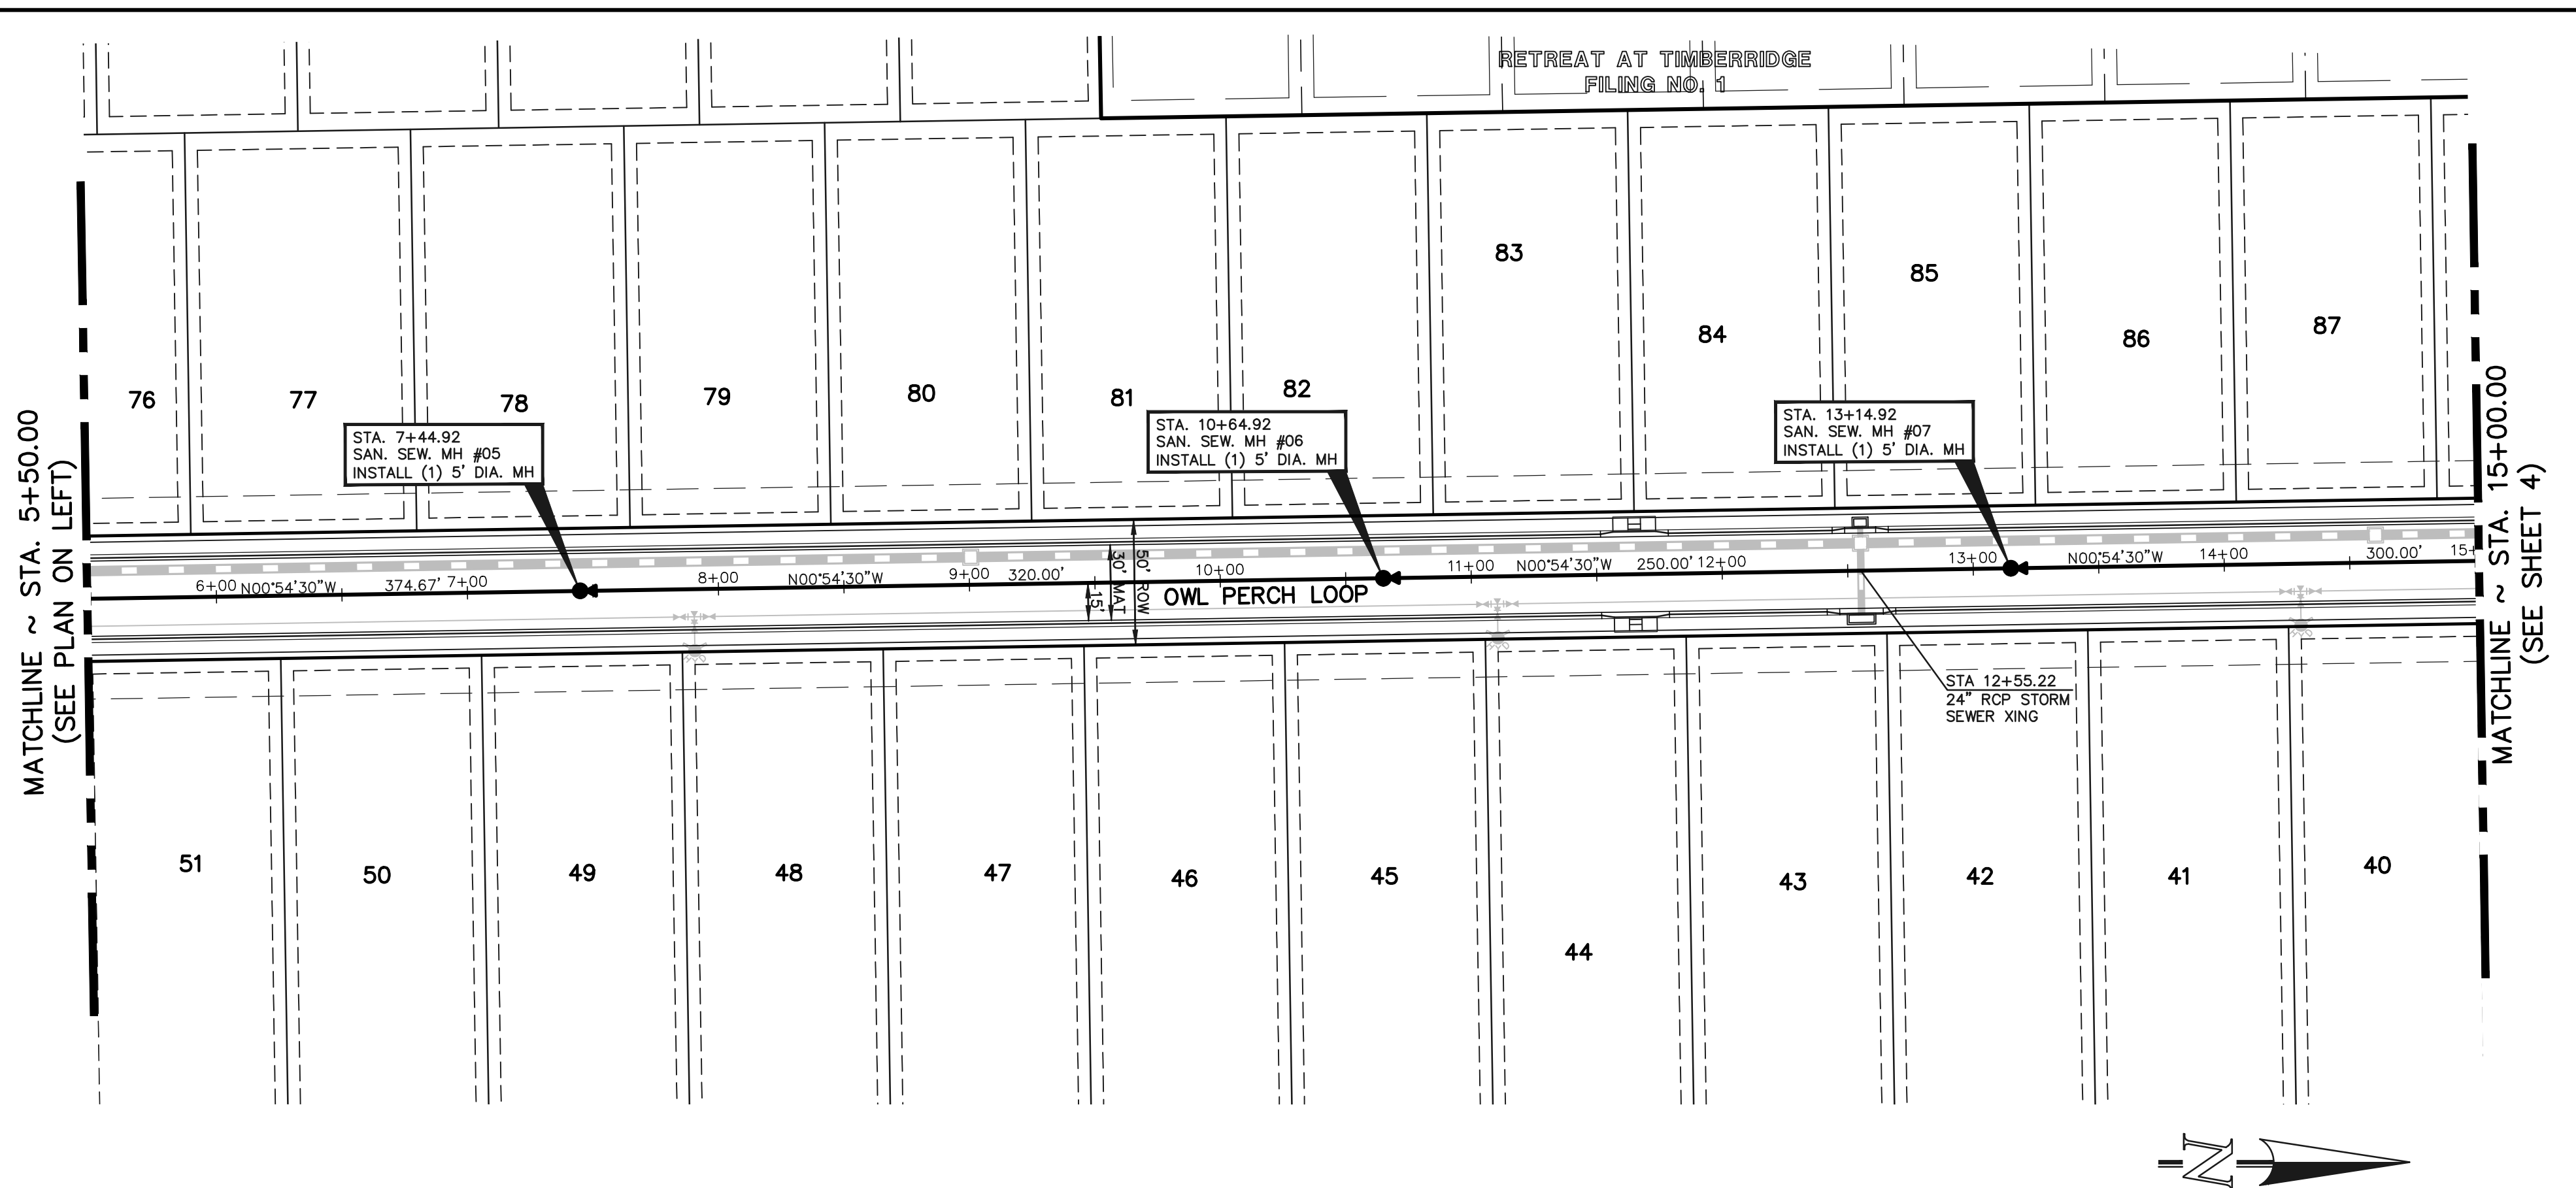 RETREAT AT TIMBERRIDGE
FILING NO. 1
83
85
87
84
86
76
77
78
79
80
81
82
STA. 7+44.92
SAN. SEW. MH #05
INSTALL (1) 5' DIA. MH
STA. 10+64.92
SAN. SEW. MH #06
INSTALL (1) 5' DIA. MH
STA. 13+14.92
SAN. SEW. MH #07
INSTALL (1) 5' DIA. MH
MATCHLINE ~ STA. 5+50.00
(SEE PLAN ON LEFT)
MATCHLINE ~ STA. 15+00.00
(SEE SHEET 4)
6+00 N00°54'30"W 374.67' 7+00 8+00 N00°54'30"W 9+00 320.00' 10+00 11+00 N00°54'30"W 250.00' 12+00 13+00 N00°54'30"W 14+00 300.00' 15+
15'
30' MAT
50' ROW
OWL PERCH LOOP
STA 12+55.22
24" RCP STORM
SEWER XING
51
50
49
48
47
46
45
44
43
42
41
40
N